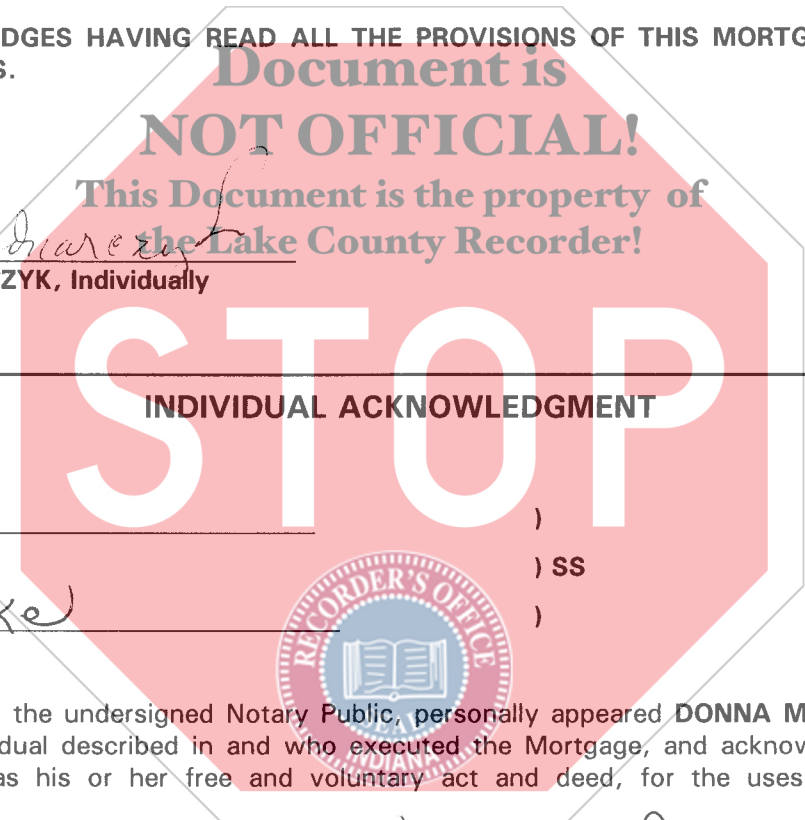 DGES HAVING READ ALL THE PROVISIONS OF THIS MORTG
S.
Document is
NOT OFFICIAL!
This Document is the property of
the Lake County Recorder!
ZYK, Individually
STOP
INDIVIDUAL ACKNOWLEDGMENT
)
) SS
)
ke
RECORDER'S OFFICE
SEAL
INDIANA
the undersigned Notary Public, personally appeared DONNA M
dual described in and who executed the Mortgage, and acknow
as his or her free and voluntary act and deed, for the uses